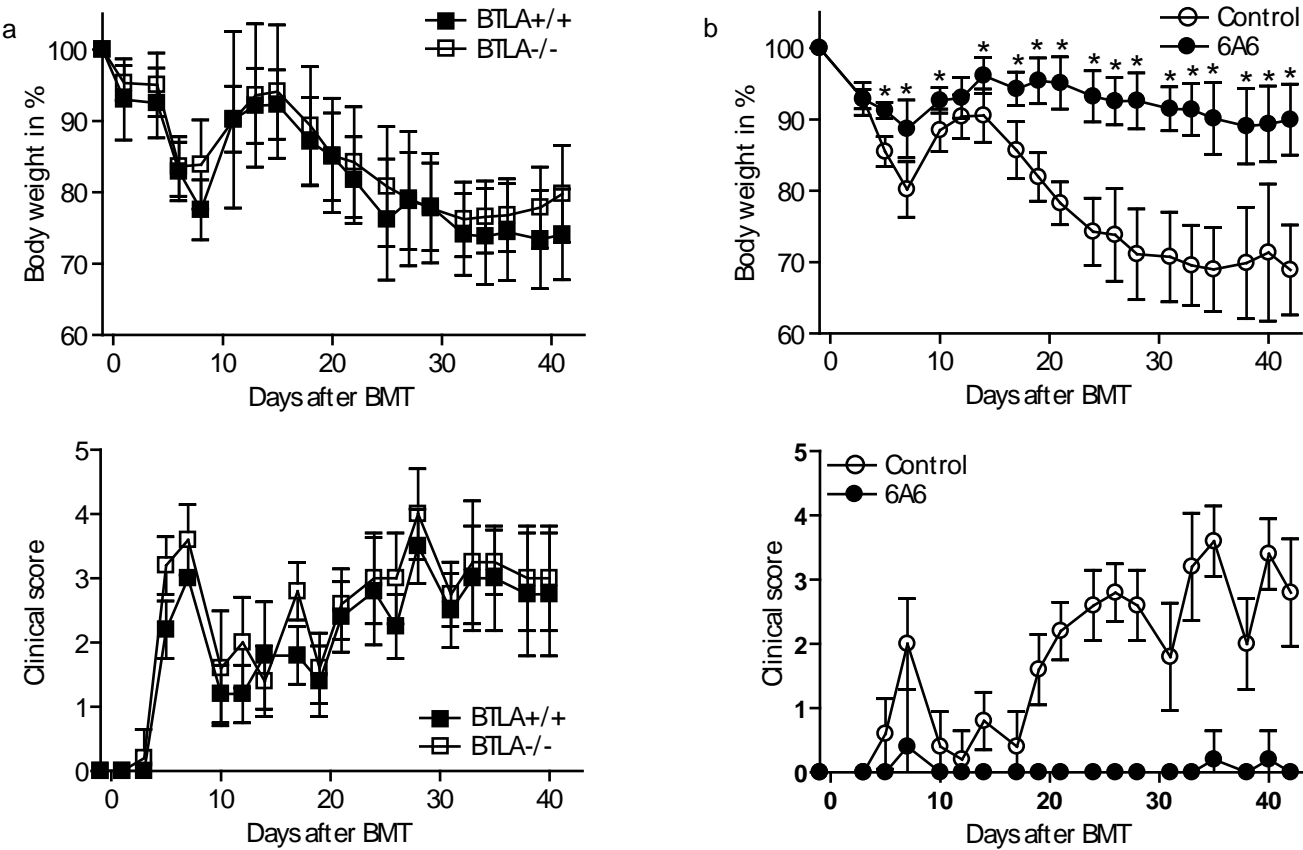 a
BTLA+/+
BTLA-/-
Body weight in %
100
90
80
70
60
0 10 20 30 40
Days after BMT
b
Control
6A6
Body weight in %
100
90
80
70
60
* * * * * * * * * * * * * * *
0 10 20 30 40
Days after BMT
Clinical score
5
4
3
2
1
0
BTLA+/+
BTLA-/-
0 10 20 30 40
Days after BMT
Clinical score
5
4
3
2
1
0
Control
6A6
0 10 20 30 40
Days after BMT